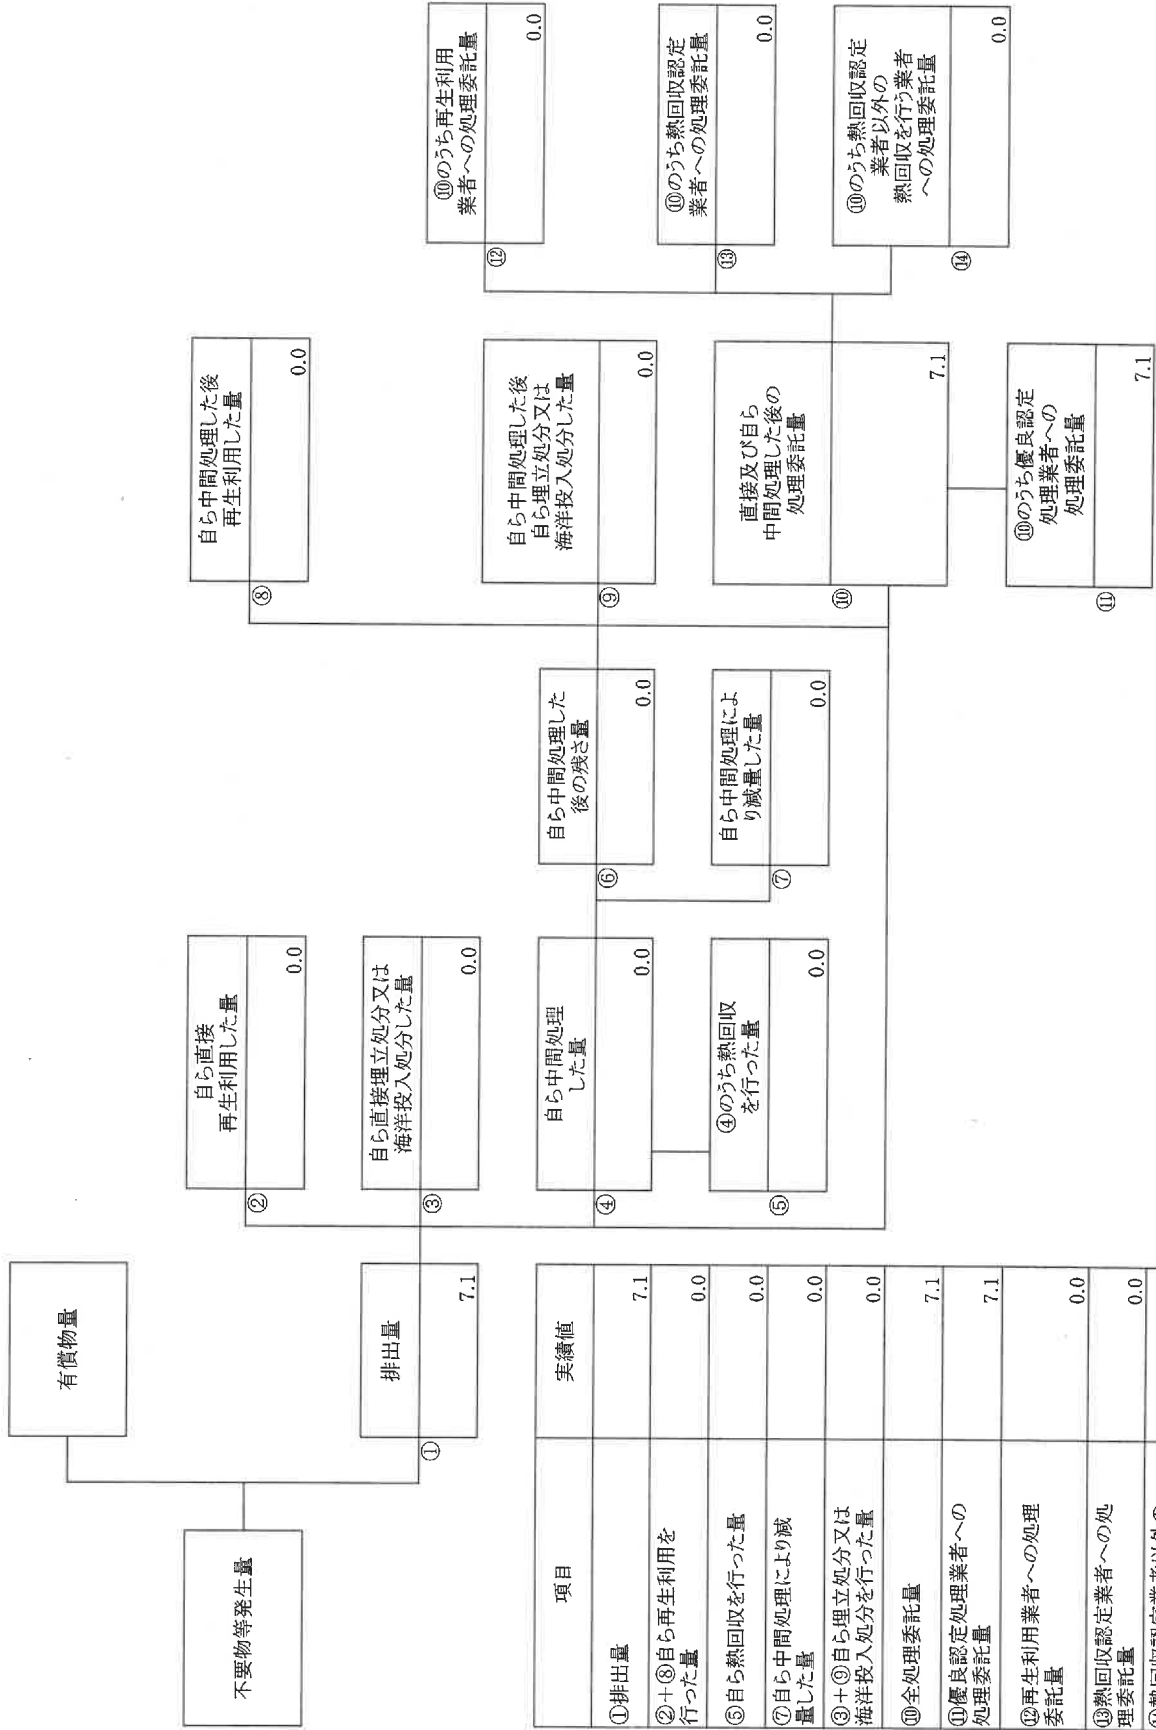 不要物等発生量
有償物量
排出量
①
7.1
自ら直接
再生利用した量
②
0.0
自ら直接埋立処分又は
海洋投入処分した量
③
0.0
自ら中間処理
した量
④
0.0
④のうち熱回収
を行った量
⑤
0.0
自ら中間処理した
後の残さ量
⑥
0.0
自ら中間処理によ
り減量した量
⑦
0.0
自ら中間処理した後
再生利用した量
⑧
0.0
自ら中間処理した後
自ら埋立処分又は
海洋投入処分した量
⑨
0.0
直接及び自ら
中間処理した後の
処理委託量
⑩
7.1
⑩のうち優良認定
処理業者への
処理委託量
⑪
7.1
⑩のうち再生利用
業者への処理委託量
⑫
0.0
⑩のうち熱回収認定
業者への処理委託量
⑬
0.0
⑩のうち熱回収認定
業者以外の
熱回収を行う業者
への処理委託量
⑭
0.0
項目 実績値
①排出量 7.1
②+⑧自ら再生利用を
行った量 0.0
⑤自ら熱回収を行った量 0.0
⑦自ら中間処理により減
量した量 0.0
③+⑨自ら埋立処分又は
海洋投入処分を行った量 0.0
⑩全処理委託量 7.1
⑪優良認定処理業者への
処理委託量 7.1
⑫再生利用業者への処理
委託量 0.0
⑬熱回収認定業者への処
理委託量 0.0